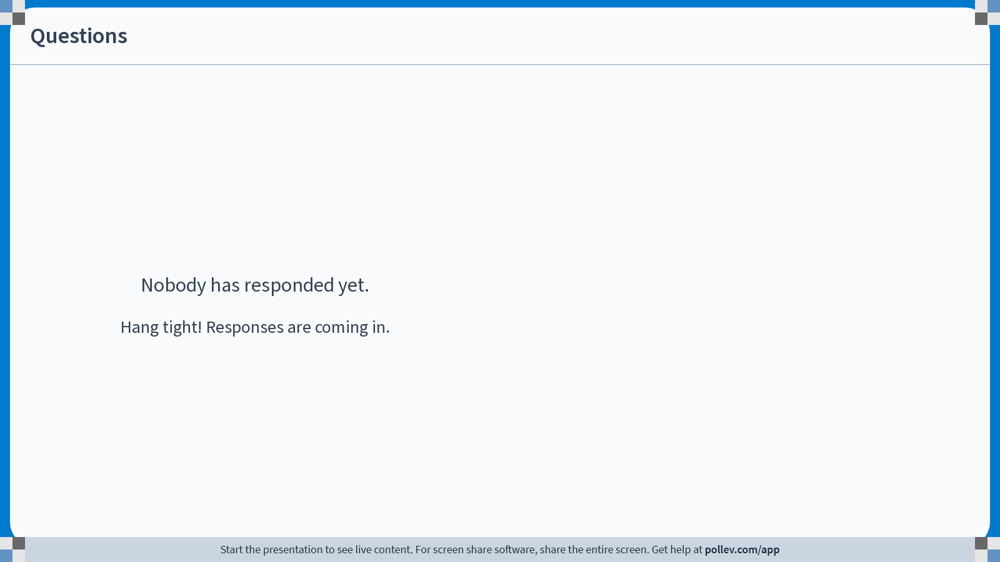 Questions
Nobody has responded yet.
Hang tight! Responses are coming in.
Start the presentation to see live content. For screen share software, share the entire screen. Get help at pollev.com/app